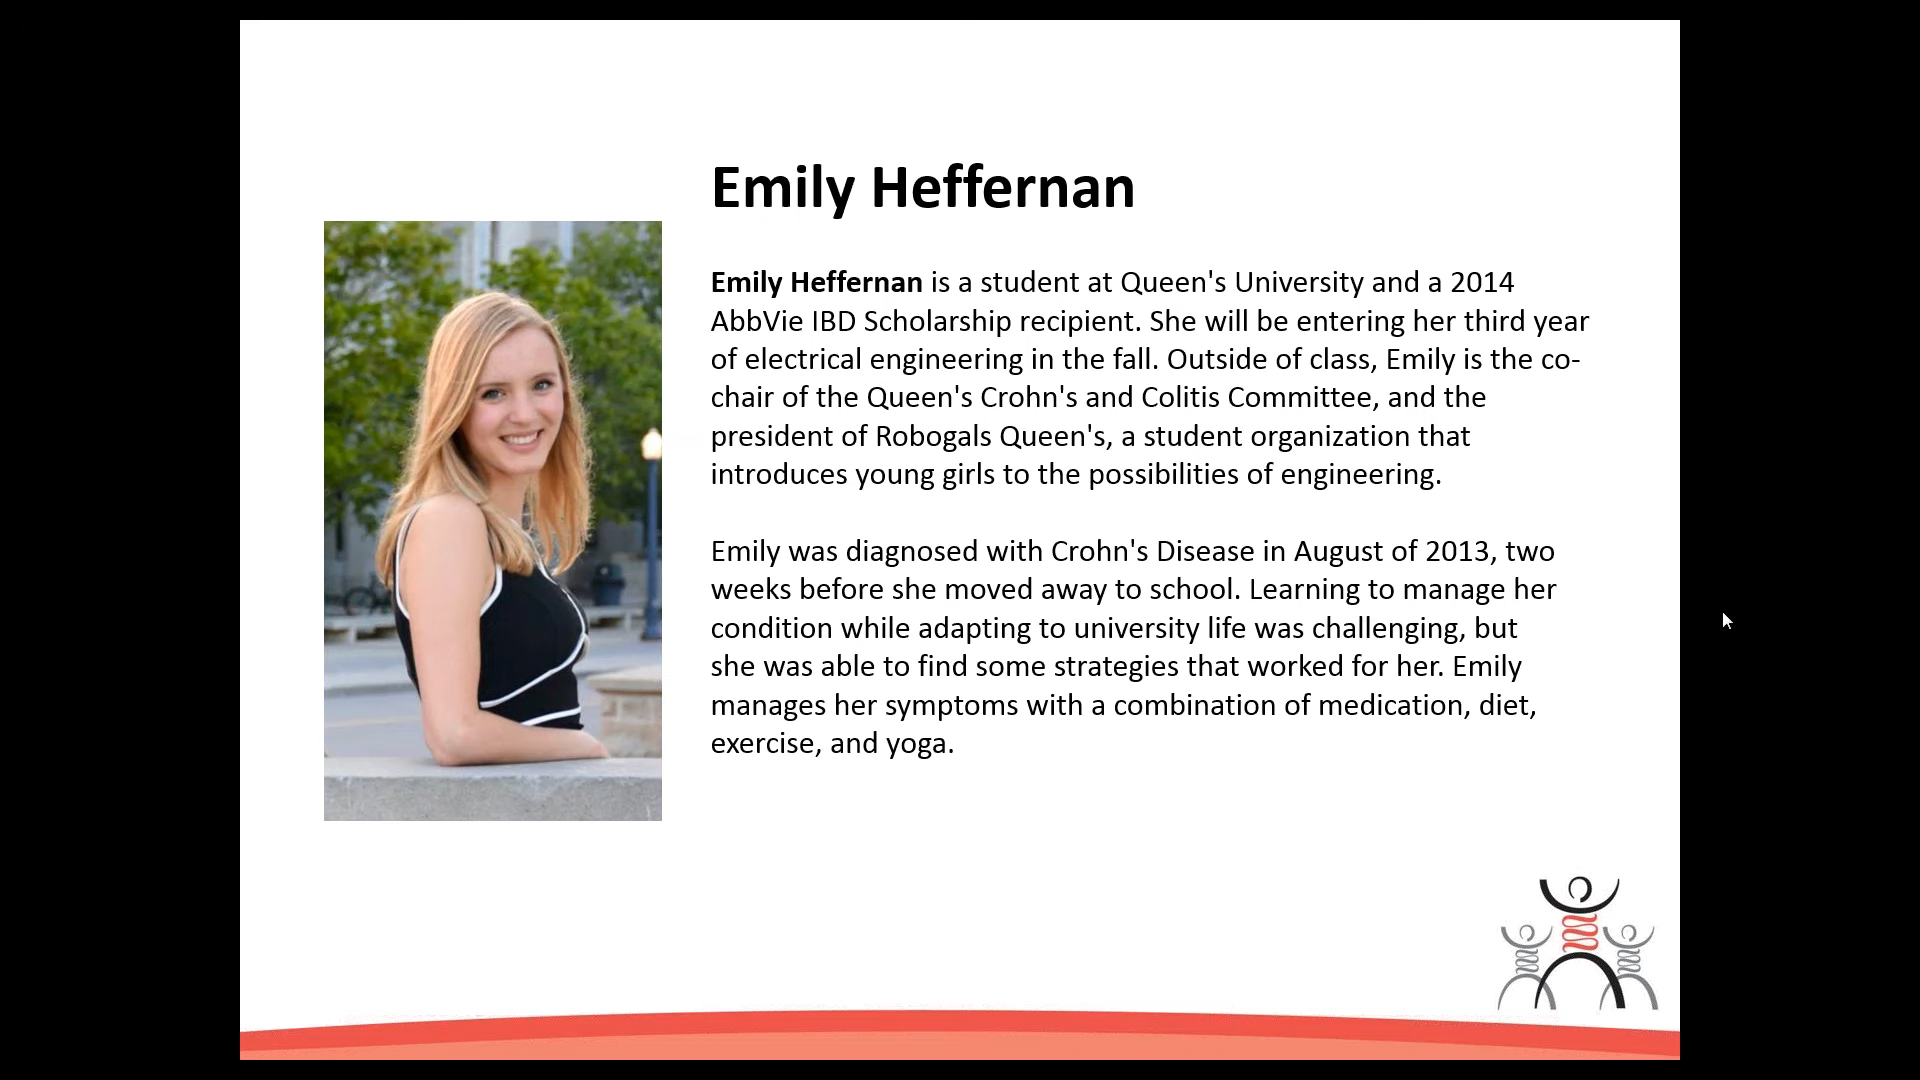 Emily Heffernan
Emily Heffernan is a student at Queen's University and a 2014
AbbVie IBD Scholarship recipient. She will be entering her third year
of electrical engineering in the fall. Outside of class, Emily is the co-
chair of the Queen's Crohn's and Colitis Committee, and the
president of Robogals Queen's, a student organization that
introduces young girls to the possibilities of engineering.
Emily was diagnosed with Crohn's Disease in August of 2013, two
weeks before she moved away to school. Learning to manage her
condition while adapting to university life was challenging, but
she was able to find some strategies that worked for her. Emily
manages her symptoms with a combination of medication, diet,
exercise, and yoga.